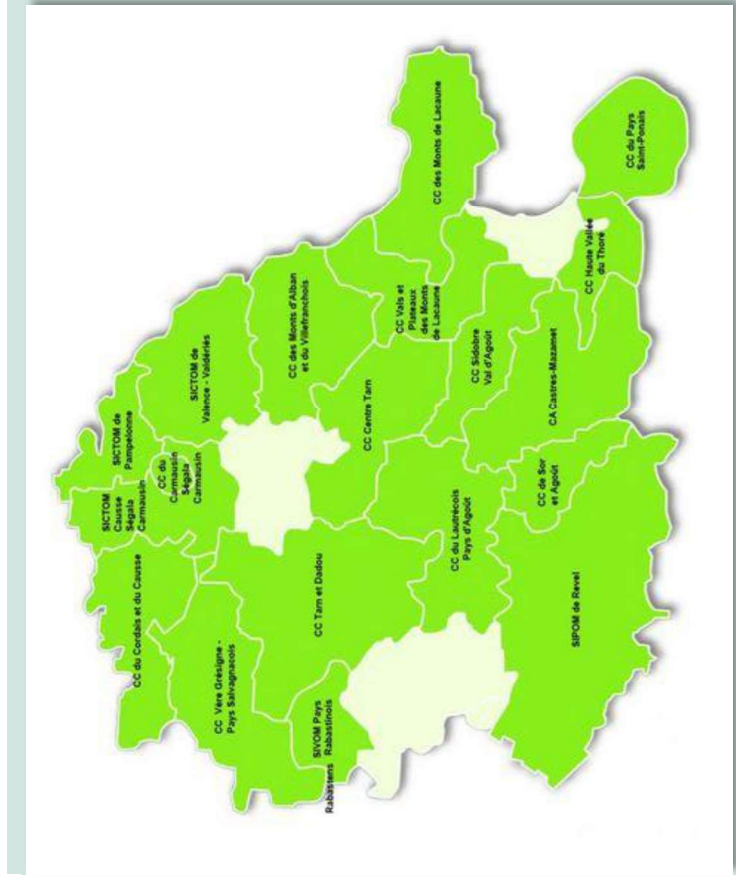 SICTOM de
Pampelonne
SICTOM
Causse
Ségala
Carmausin
CC du
Carmausin
Ségala
Carmausin
SICTOM de
Valence - Valdériès
CC du Cordais et du Causse
CC Vère Grésigne -
Pays Salvagnacois
CC des Monts d'Alban
et du Villefranchois
CC Tarn et Dadou
CC Centre Tarn
SIVOM Pays
Rabastinois
Rabastens
CC des Monts de Lacaune
CC Vals et
Plateaux
des Monts
de Lacaune
CC du Lautrécois
Pays d'Agoût
CC Sidobre
Val d'Agoût
CC de Sor
et Agoût
CA Castres-Mazamet
CC Haute Vallée
du Thoré
CC du Pays
Saint-Ponais
SIPOM de Revel